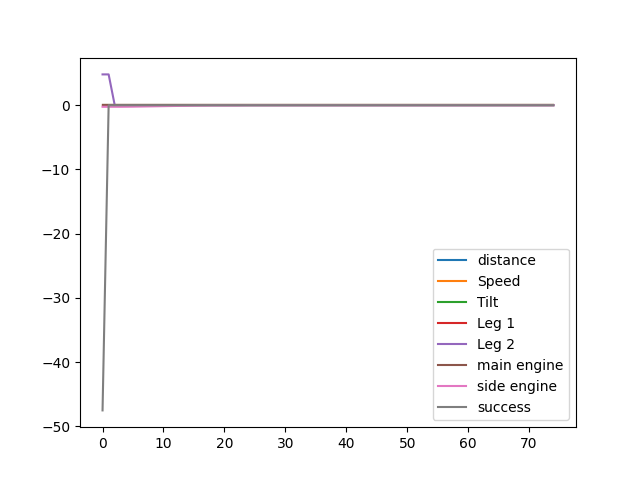 0
−10
−20
−30
−40
−50
0
10
20
30
40
50
60
70
distance
Speed
Tilt
Leg 1
Leg 2
main engine
side engine
success